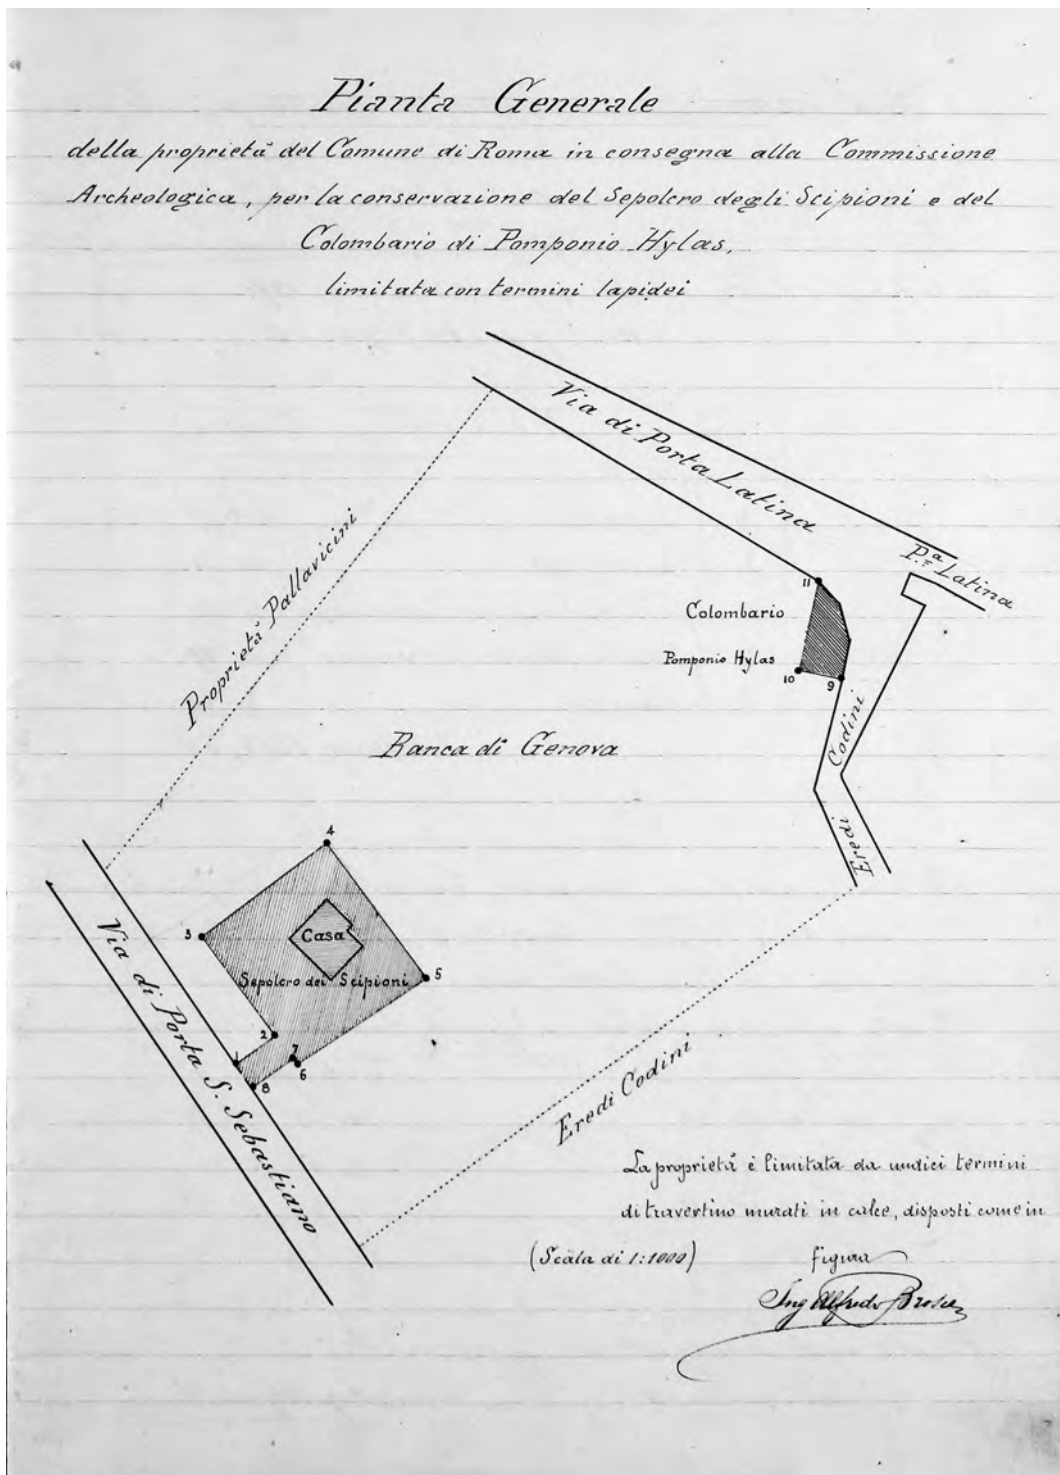 Pianta Generale
della proprietà del Comune di Roma in consegna alla Commissione
Archeologica, per la conservazione del Sepolcro degli Scipioni e del
Colombario di Pomponio Hylas,
limitata con termini lapidei
Via di Porta Latina
P.ª Latina
Proprietà Pallavicini
11
Colombario
Pomponio Hylas
10
9
Eredi Codini
Banca di Genova
4
3
Casa
Sepolcro dei Scipioni
5
2
1
7
6
8
Via di Porta S. Sebastiano
Eredi Codini
La proprietà è limitata da undici termini
di travertino murati in calce, disposti come in
(Scala di 1:1000)
figura
Ing Alfredo